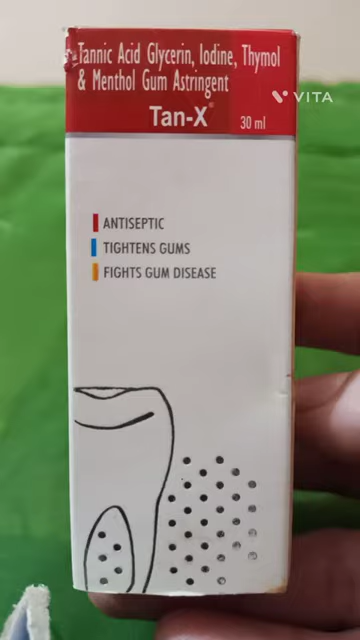 Tannic Acid Glycerin, Iodine, Thymol
& Menthol Gum Astringent
VITA
Tan-X®
30 ml
ANTISEPTIC
TIGHTENS GUMS
FIGHTS GUM DISEASE